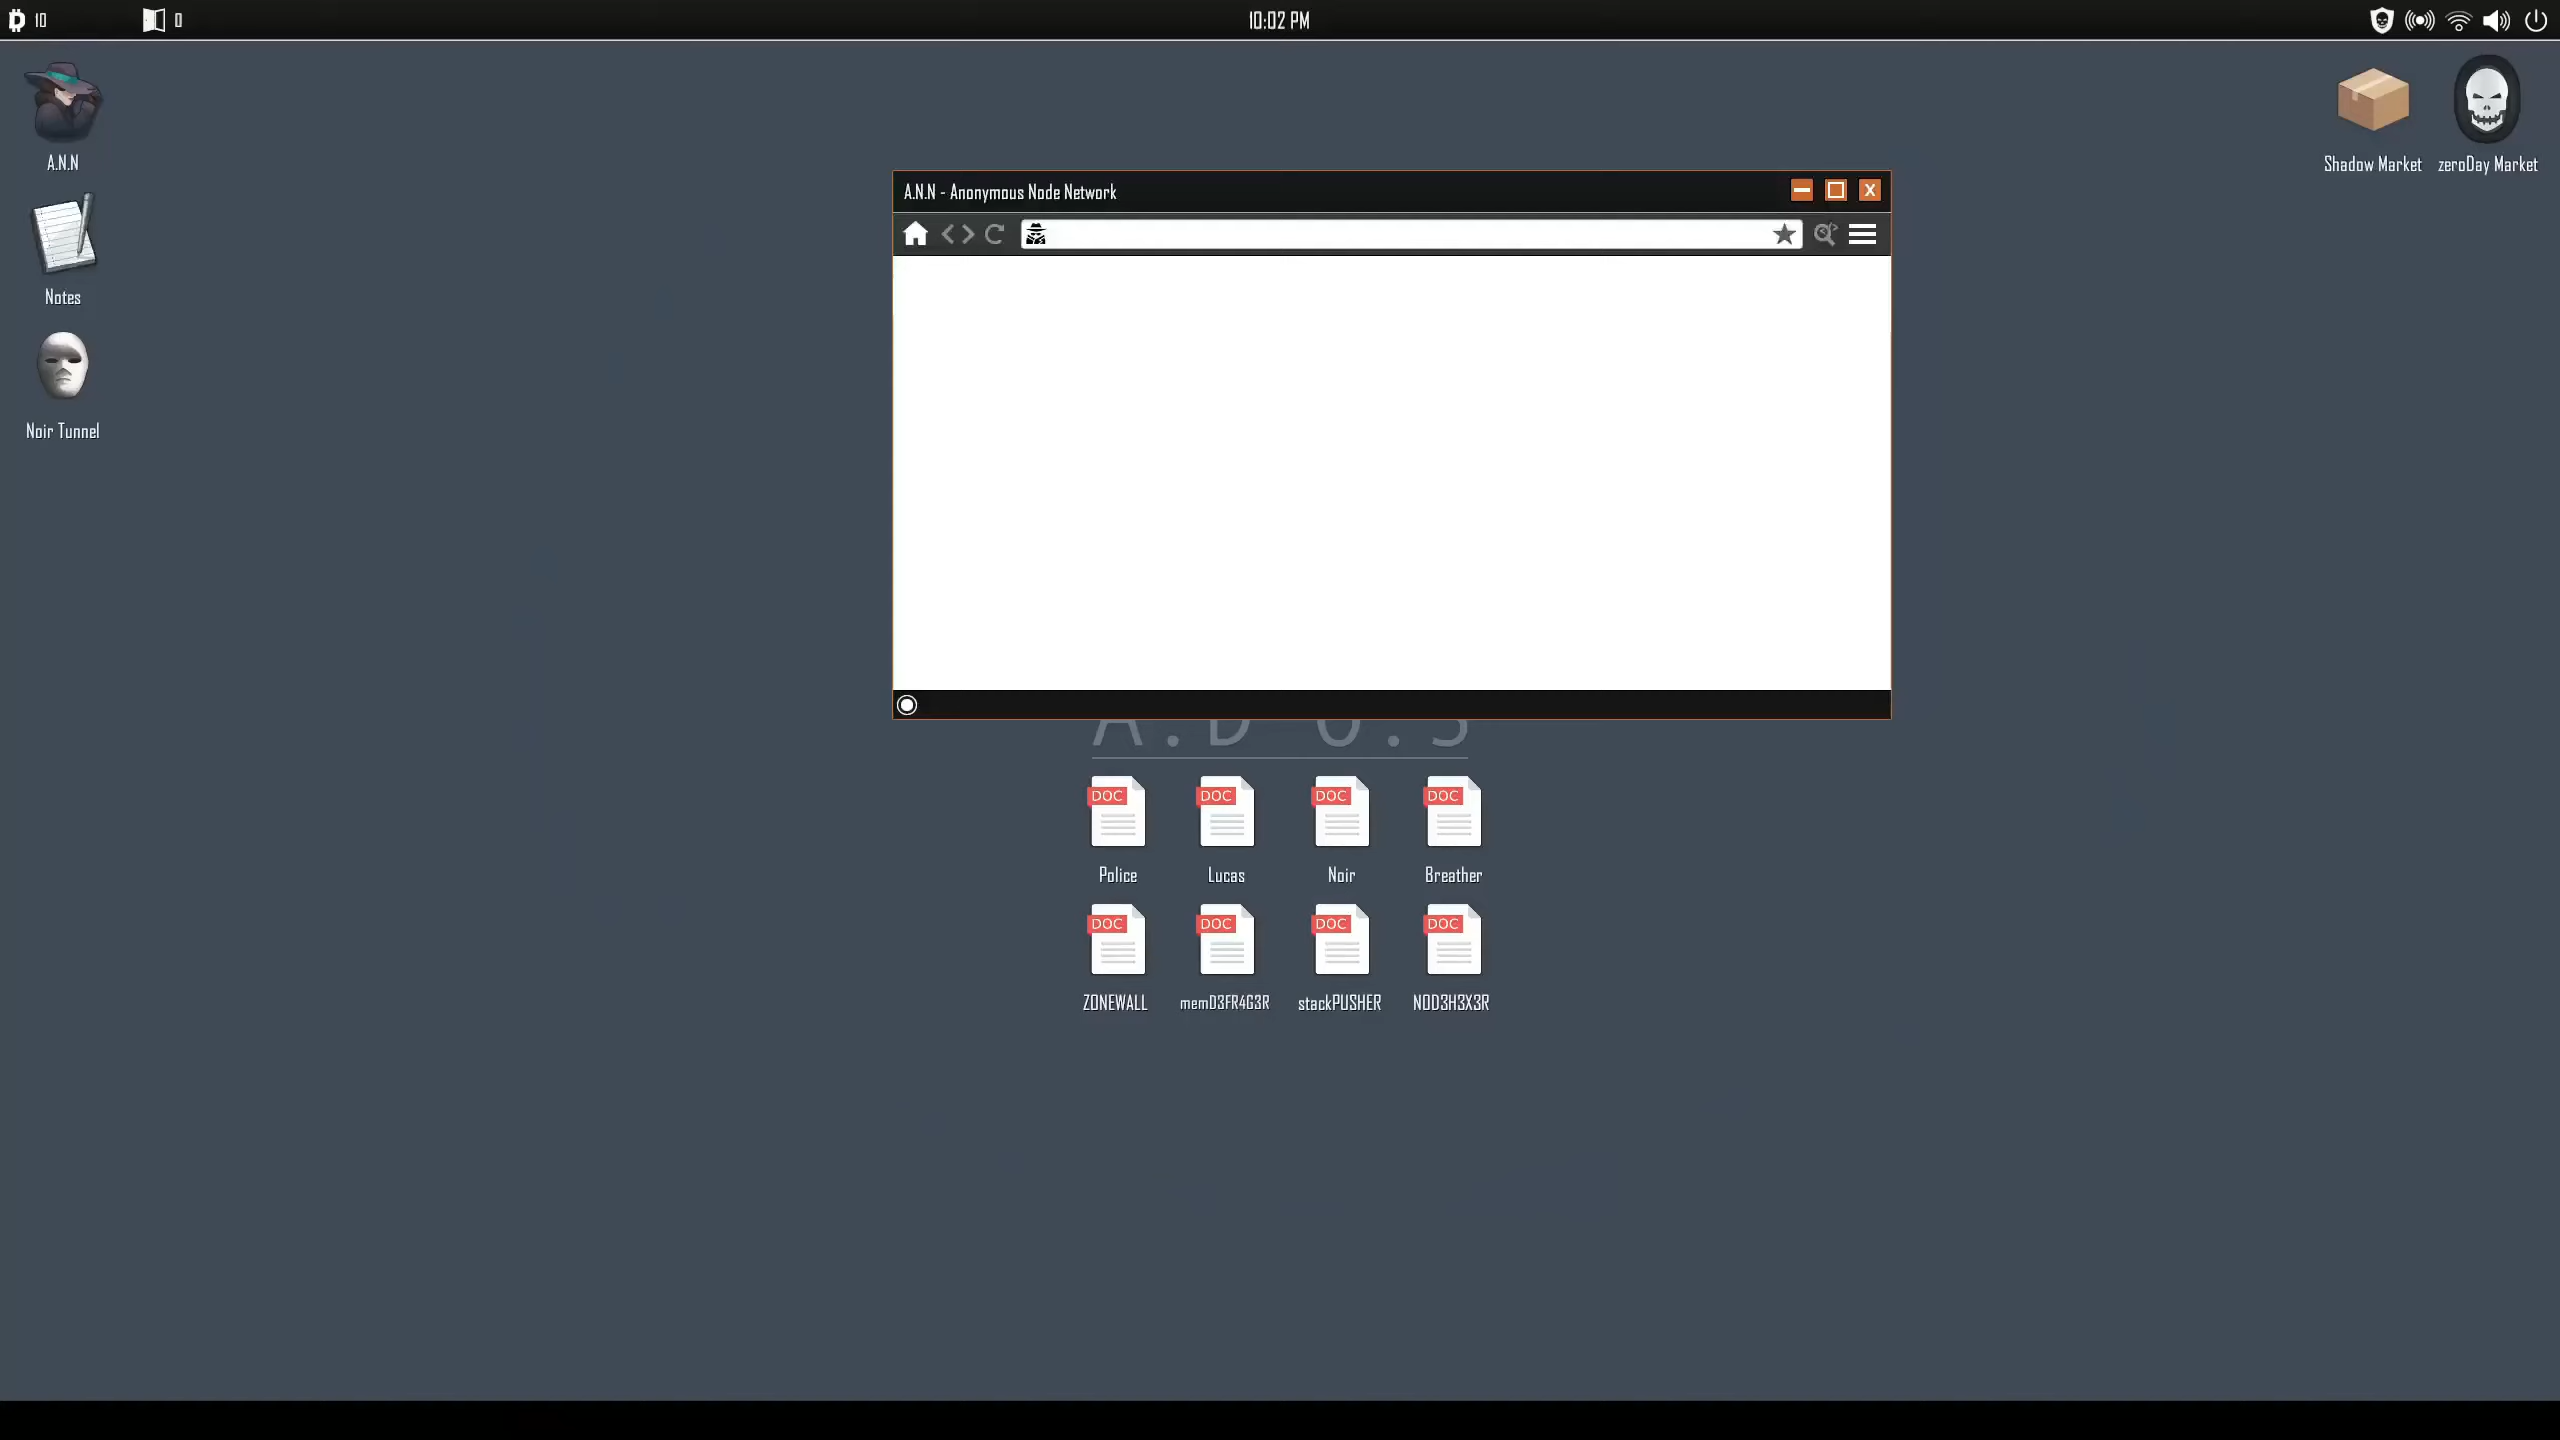 10 0 10:02 PM
A.N.N
Shadow Market zeroDay Market
A.N.N - Anonymous Node Network
Notes
Noir Tunnel
DOC DOC DOC DOC
Police Lucas Noir Breather
DOC DOC DOC DOC
ZONEWALL memD3FR4G3R stackPUSHER NOD3H3X3R